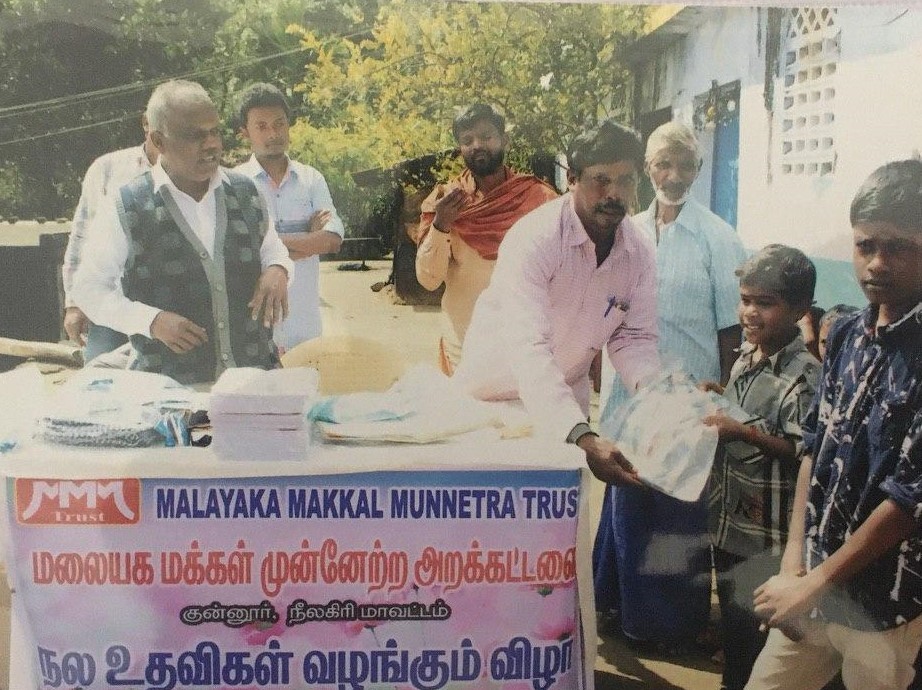 MMM
Trust
MALAYAKA MAKKAL MUNNETRA TRUS
மலையக மக்கள் முன்னேற்ற அறக்கட்டளை
குன்னூர், நீலகிரி மாவட்டம்
நல உதவிகள் வழங்கும் விழா